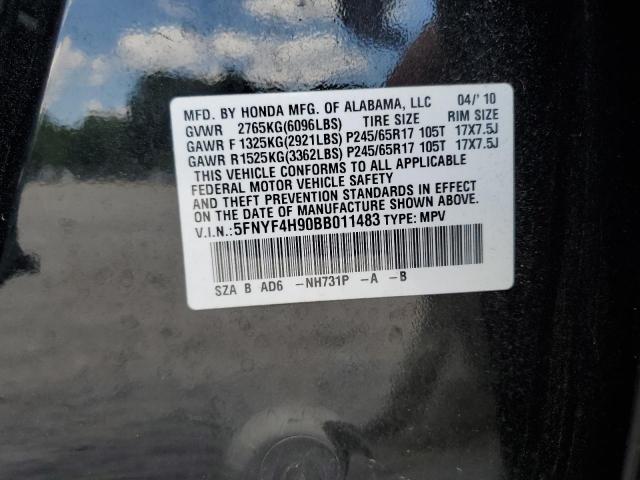 MFD. BY HONDA MFG. OF ALABAMA, LLC 04/'10
GVWR 2765KG(6096LBS) TIRE SIZE RIM SIZE
GAWR F 1325KG(2921LBS) P245/65R17 105T 17X7.5J
GAWR R1525KG(3362LBS) P245/65R17 105T 17X7.5J
THIS VEHICLE CONFORMS TO ALL APPLICABLE
FEDERAL MOTOR VEHICLE SAFETY
AND THEFT PREVENTION STANDARDS IN EFFECT
ON THE DATE OF MANUFACTURE SHOWN ABOVE.
V.I.N.: 5FNYF4H90BB011483 TYPE: MPV
SZA B AD6 -NH731P -A -B